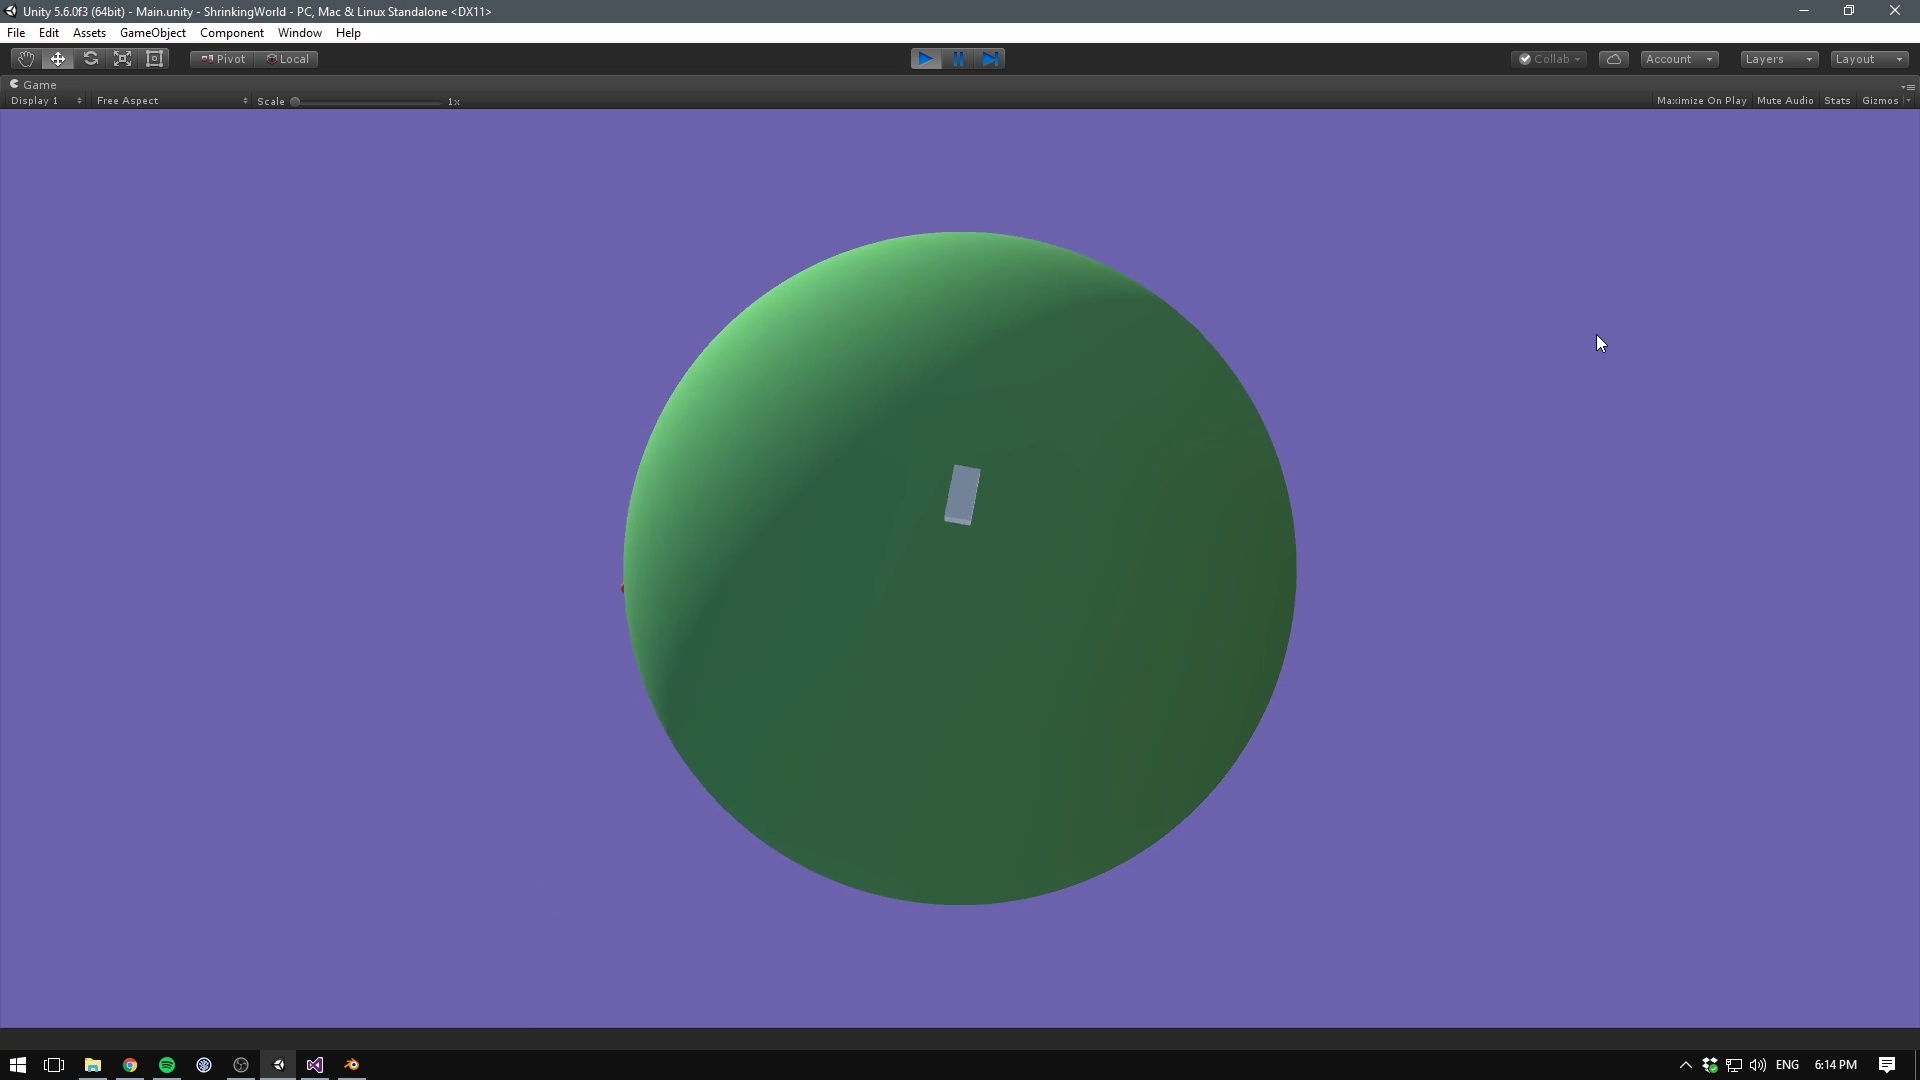 Unity 5.6.0f3 (64bit) - Main.unity - ShrinkingWorld - PC, Mac & Linux Standalone <DX11>
File Edit Assets GameObject Component Window Help
Pivot Local Collab Account Layers Layout
Game
Display 1 Free Aspect Scale 1x Maximize On Play Mute Audio Stats Gizmos
ENG 6:14 PM